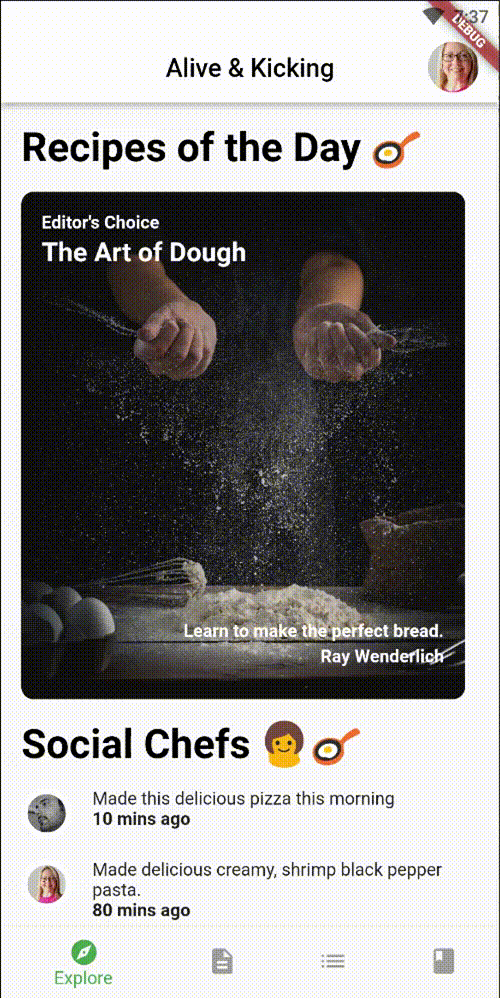 7:37
DEBUG
Alive & Kicking
Recipes of the Day 🍳
Editor's Choice
The Art of Dough
Learn to make the perfect bread.
Ray Wenderlich
Social Chefs 👩🍳
Made this delicious pizza this morning
10 mins ago
Made delicious creamy, shrimp black pepper
pasta.
80 mins ago
Explore